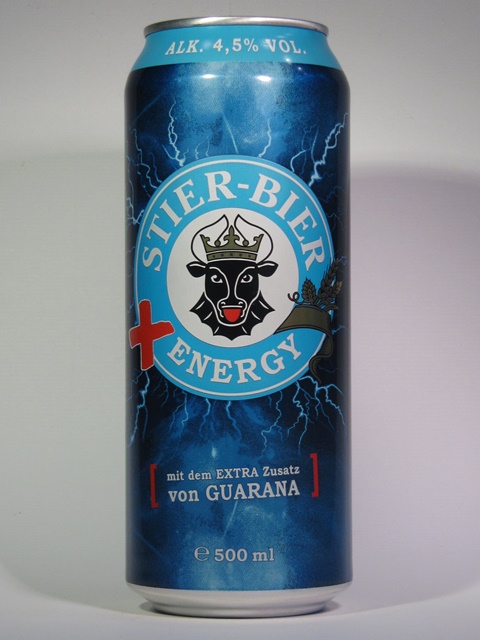 ALK. 4,5% VOL.
STIER-BIER
+
ENERGY
[ mit dem EXTRA Zusatz
von GUARANA ]
℮ 500 ml